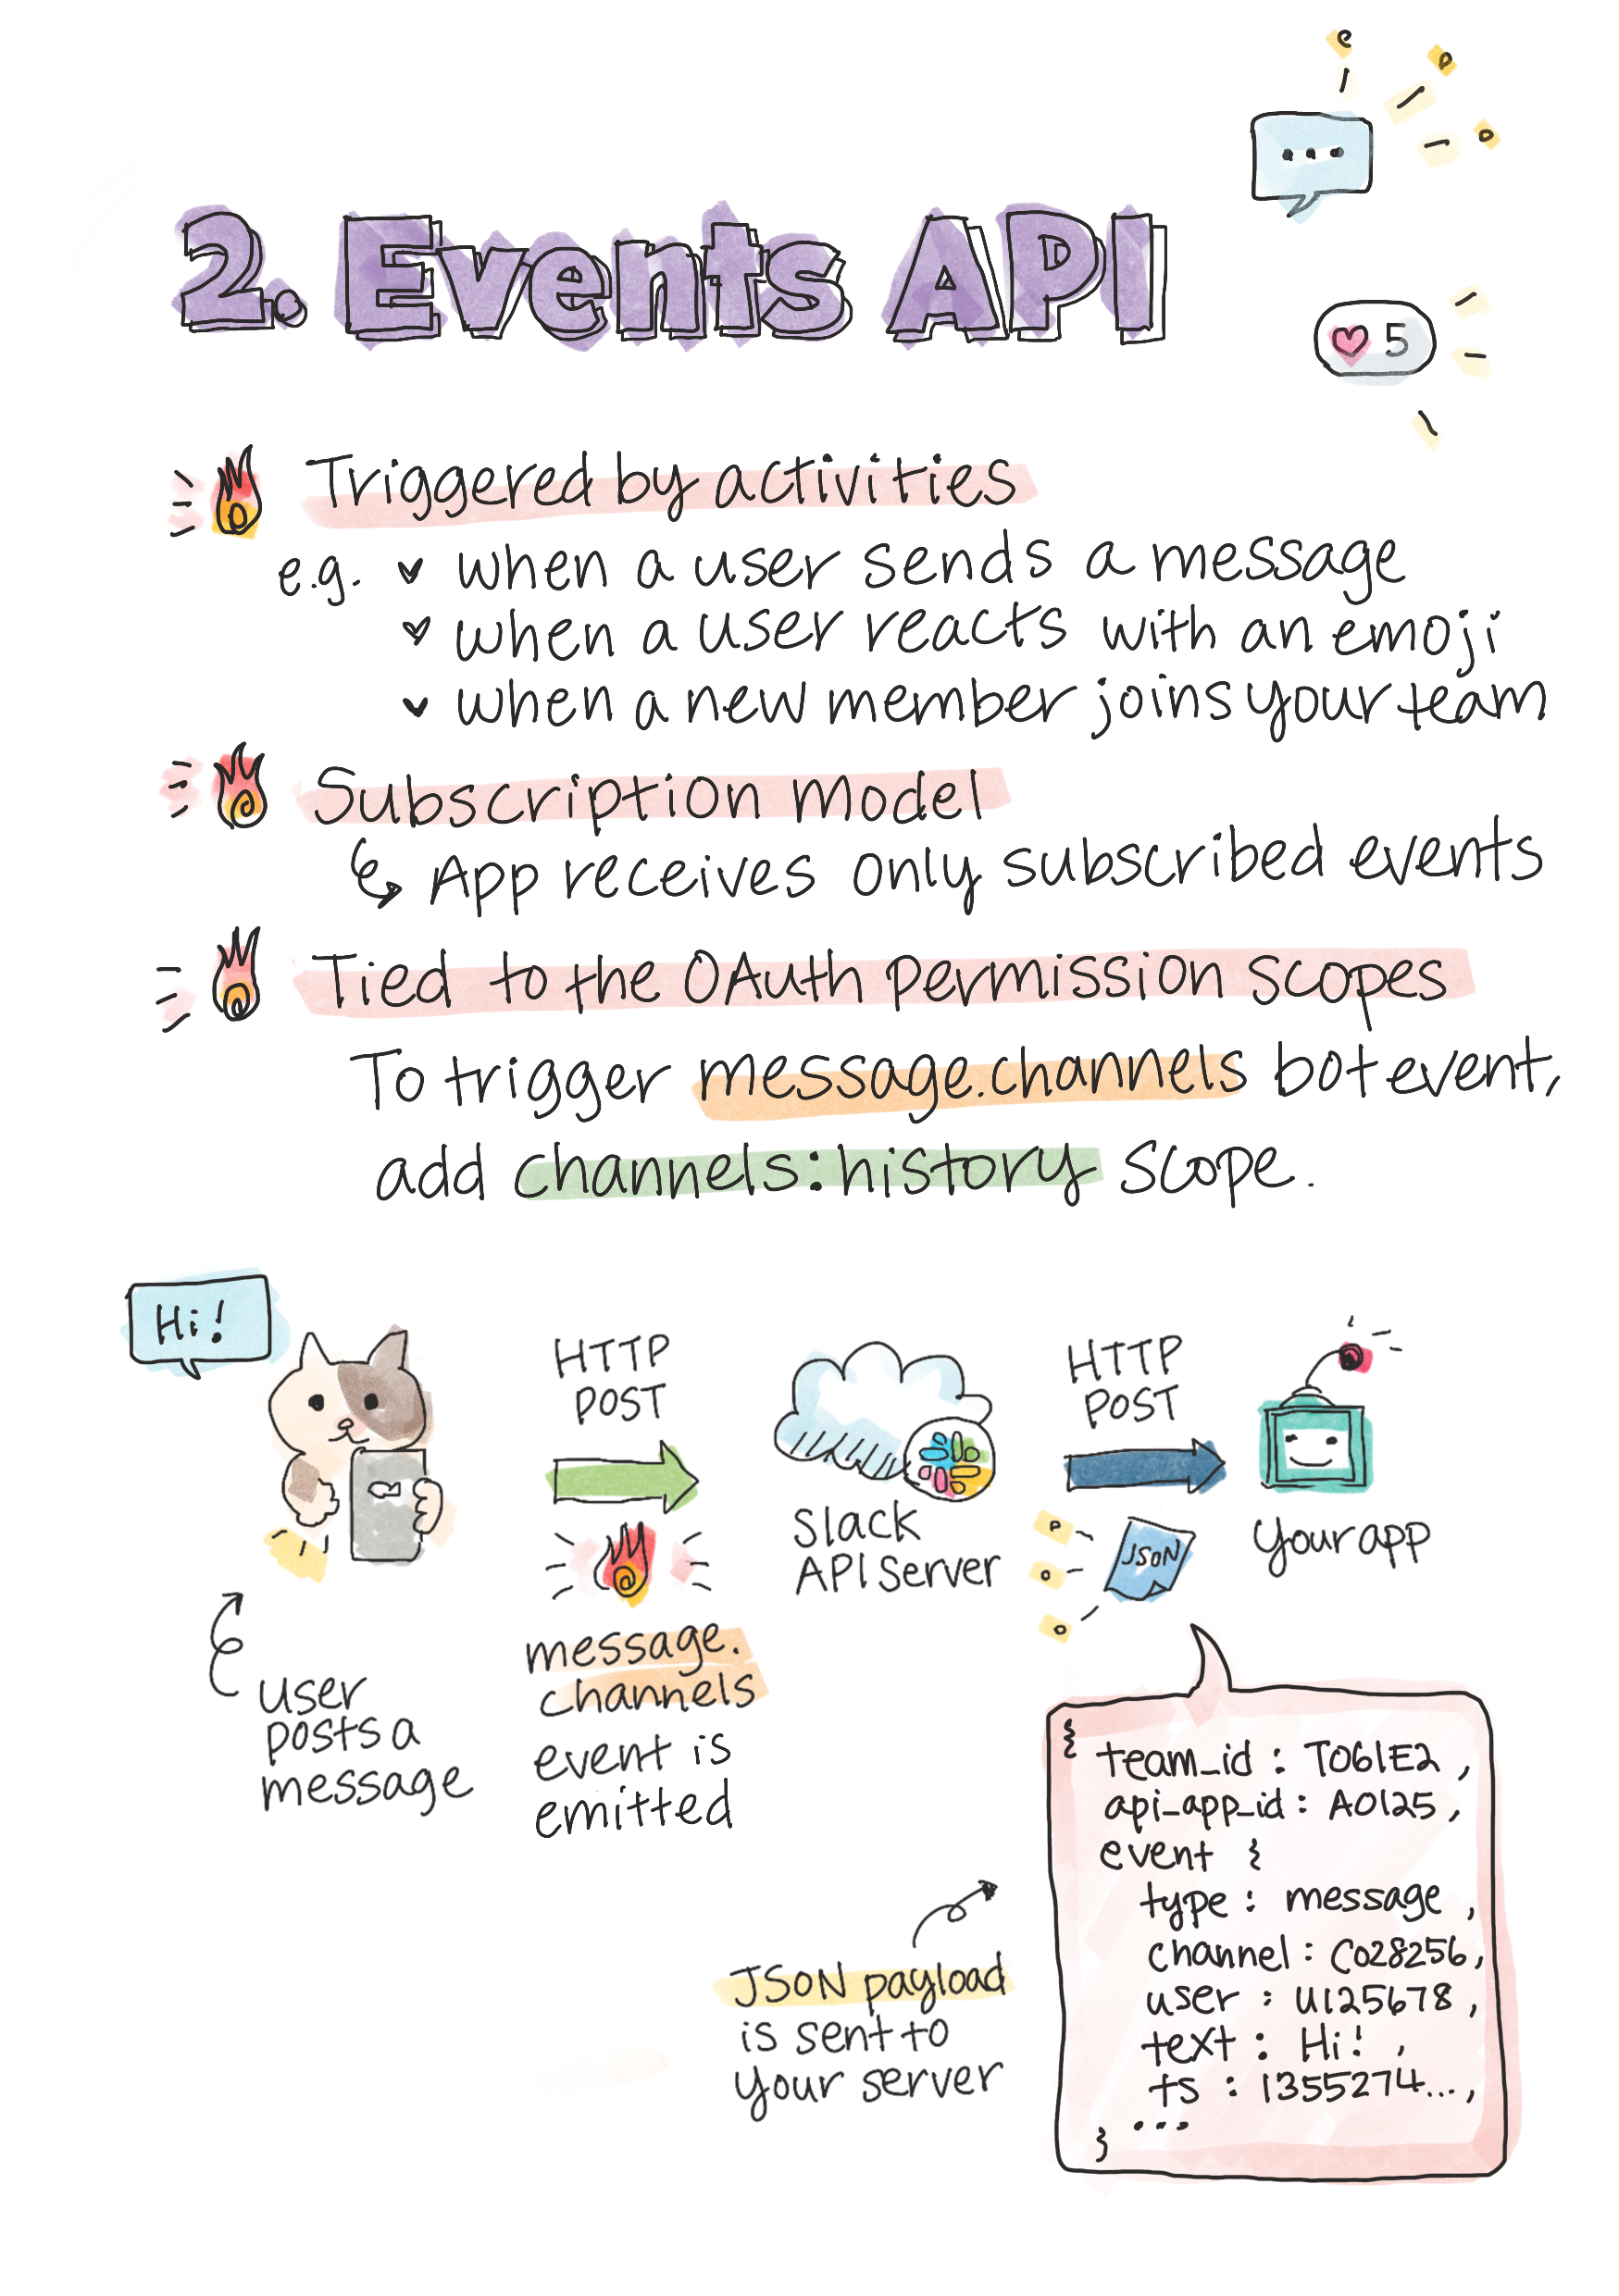 2. Events API
♥ 5
Triggered by activities
e.g. ♥ when a user sends a message
♥ when a user reacts with an emoji
♥ when a new member joins your team
Subscription model
App receives only subscribed events
Tied to the OAuth permission scopes
To trigger message.channels bot event,
add channels:history scope.
Hi!
user
posts a
message
HTTP
POST
message.
channels
event is
emitted
Slack
API Server
HTTP
POST
JSON
your app
JSON payload
is sent to
your server
{
team_id : T061E2 ,
api_app_id : A0125 ,
event {
type : message ,
channel : C028256,
user : U125678 ,
text : Hi! ,
ts : 1355274...,
...
}